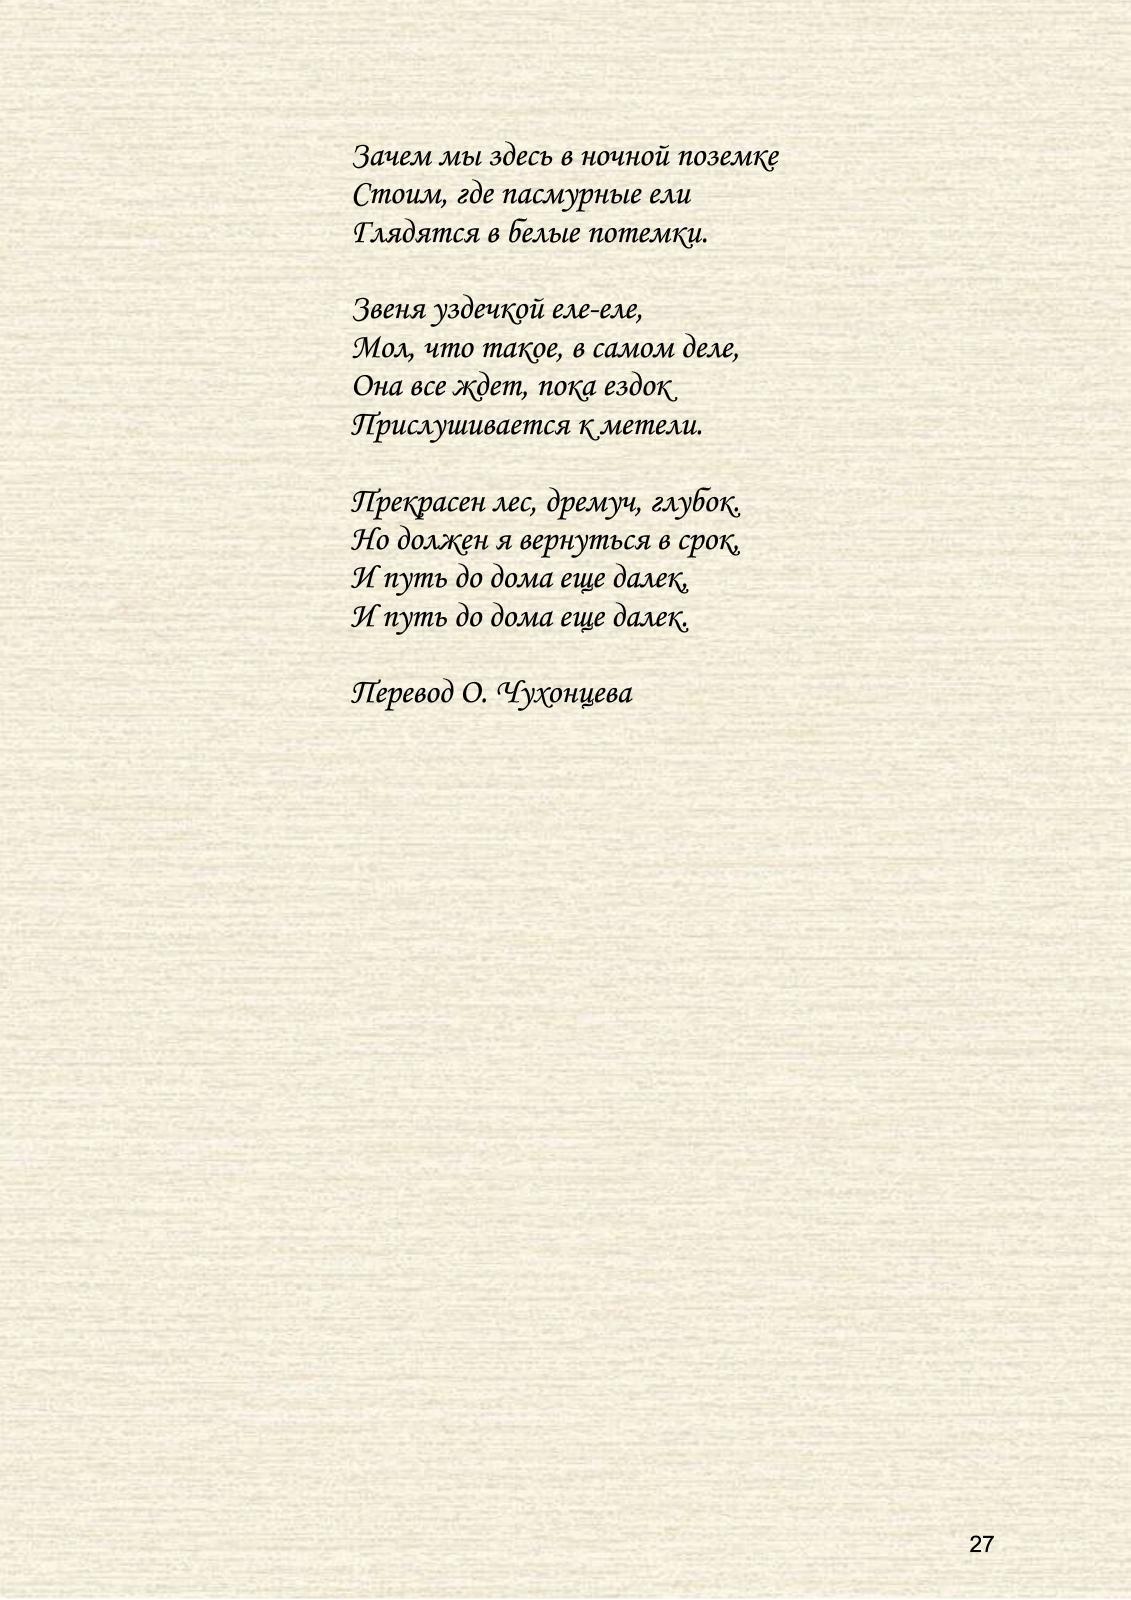 Зачем мы здесь в ночной поземке
Стоим, где пасмурные ели
Глядятся в белые потемки.
Звеня уздечкой еле-еле,
Мол, что такое, в самом деле,
Она все ждет, пока ездок
Прислушивается к метели.
Прекрасен лес, дремуч, глубок.
Но должен я вернуться в срок,
И путь до дома еще далек,
И путь до дома еще далек.
Перевод О. Чухонцева
27